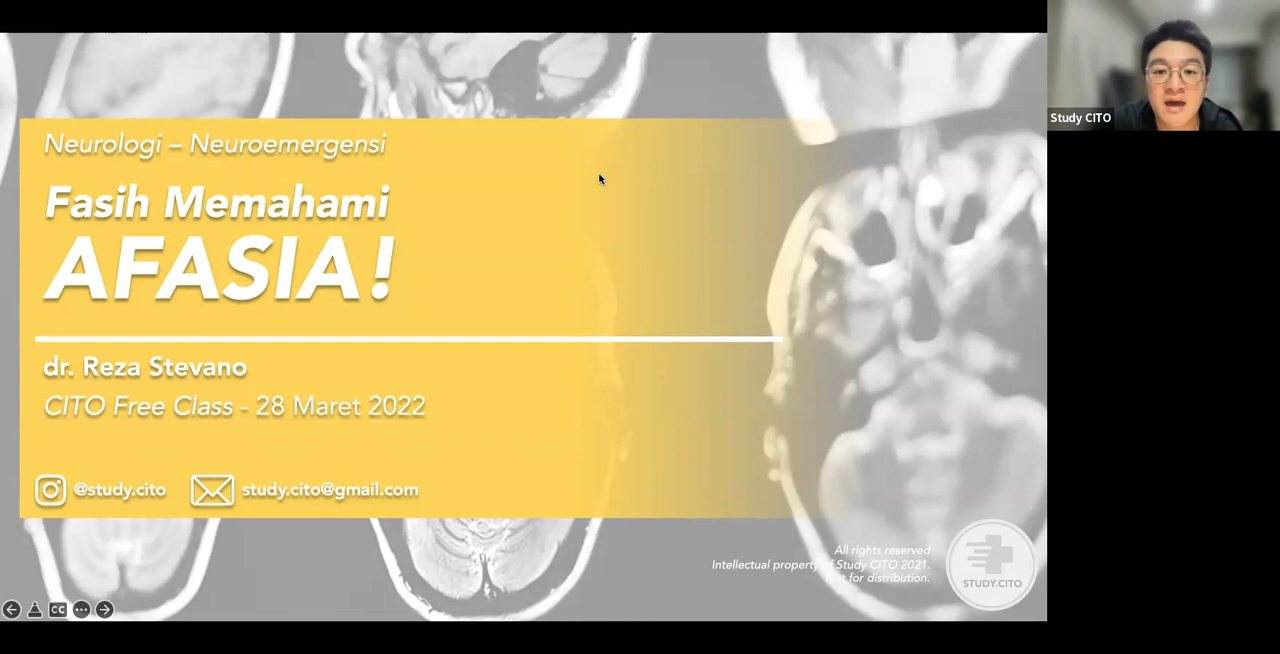 Neurologi – Neuroemergensi
Fasih Memahami
AFASIA!
dr. Reza Stevano
CITO Free Class - 28 Maret 2022
@study.cito study.cito@gmail.com
All rights reserved
Intellectual property of Study CITO 2021.
Not for distribution.
STUDY.CITO
CC
Study CITO